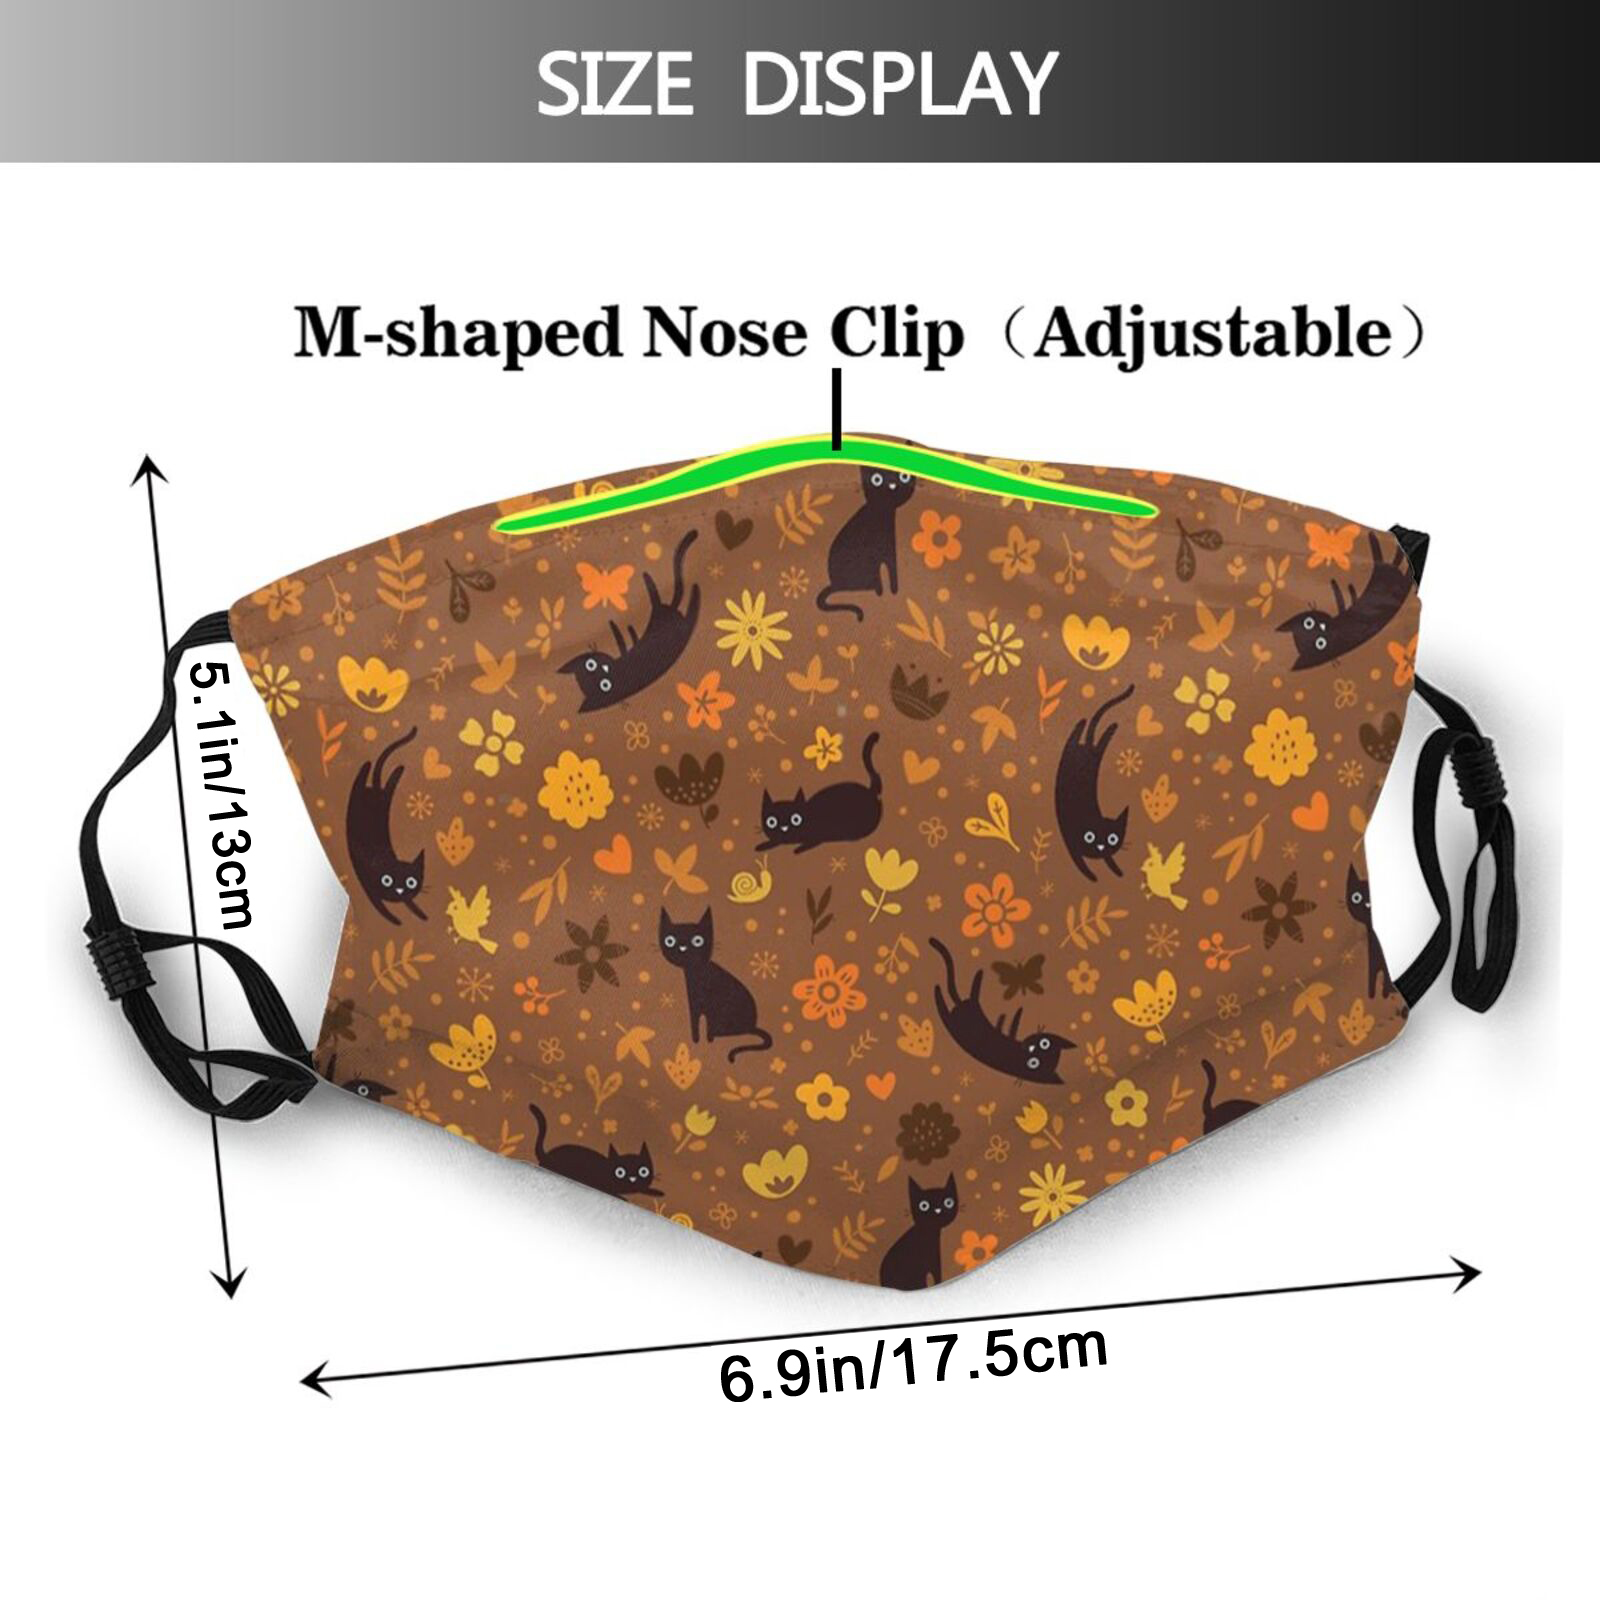 SIZE DISPLAY
M-shaped Nose Clip（Adjustable）
5.1in/13cm
6.9in/17.5cm